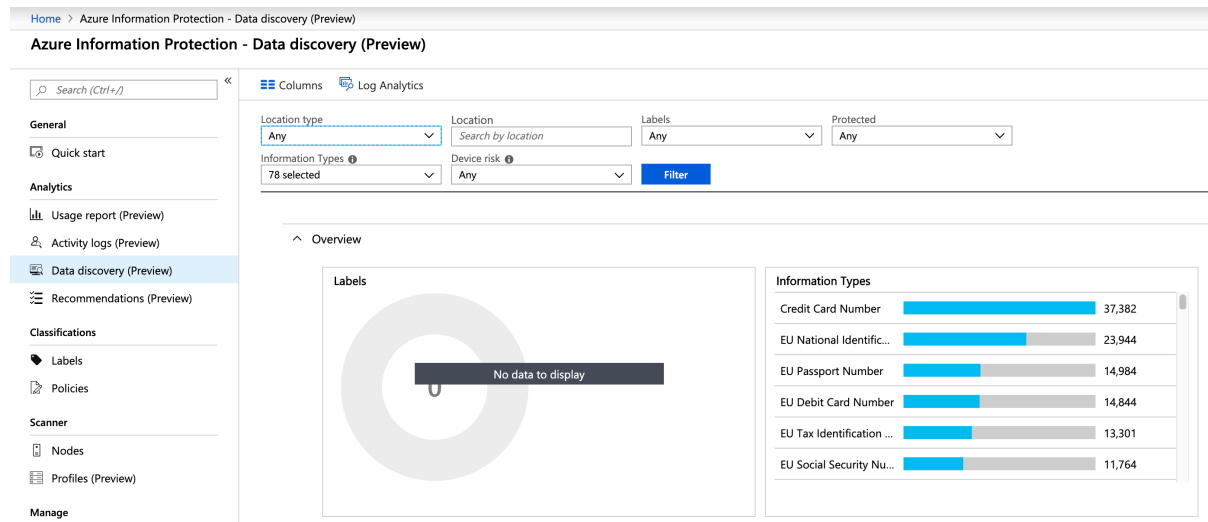 Home > Azure Information Protection - Data discovery (Preview)
Azure Information Protection - Data discovery (Preview)
Search (Ctrl+/)
«
General
Quick start
Analytics
Usage report (Preview)
Activity logs (Preview)
Data discovery (Preview)
Recommendations (Preview)
Classifications
Labels
Policies
Scanner
Nodes
Profiles (Preview)
Manage
Columns Log Analytics
Location type Location Labels Protected
Any Search by location Any Any
Information Types Device risk
78 selected Any Filter
Overview
Labels
No data to display
0
Information Types
Credit Card Number 37,382
EU National Identific... 23,944
EU Passport Number 14,984
EU Debit Card Number 14,844
EU Tax Identification ... 13,301
EU Social Security Nu... 11,764